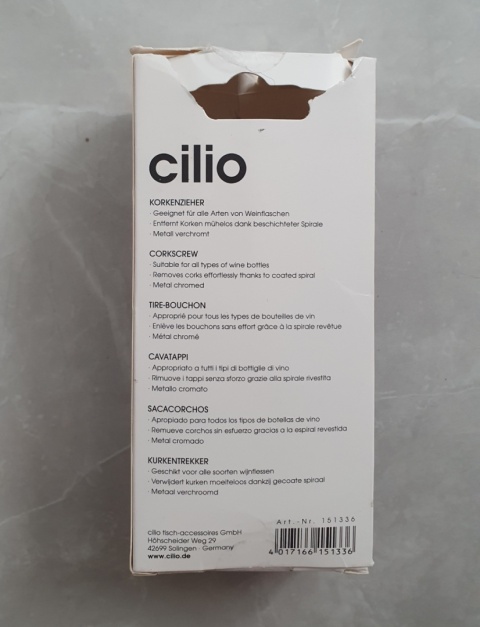 cilio
KORKENZIEHER
· Geeignet für alle Arten von Weinflaschen
· Entfernt Korken mühelos dank beschichteter Spirale
· Metall verchromt
CORKSCREW
· Suitable for all types of wine bottles
· Removes corks effortlessly thanks to coated spiral
· Metal chromed
TIRE-BOUCHON
· Approprié pour tous les types de bouteilles de vin
· Enlève les bouchons sans effort grâce à la spirale revêtue
· Métal chromé
CAVATAPPI
· Appropriato a tutti i tipi di bottiglie di vino
· Rimuove i tappi senza sforzo grazie alla spirale rivestita
· Metallo cromato
SACACORCHOS
· Apropiado para todos los tipos de botellas de vino
· Remueve corchos sin esfuerzo gracias a la espiral revestida
· Metal cromado
KURKENTREKKER
· Geschikt voor alle soorten wijnflessen
· Verwijdert kurken moeiteloos dankzij gecoate spiraal
· Metaal verchroomd
Art.-Nr. 151336
cilio tisch-accessoires GmbH
Höhscheider Weg 29
42699 Solingen · Germany
www.cilio.de
4 017166 151336